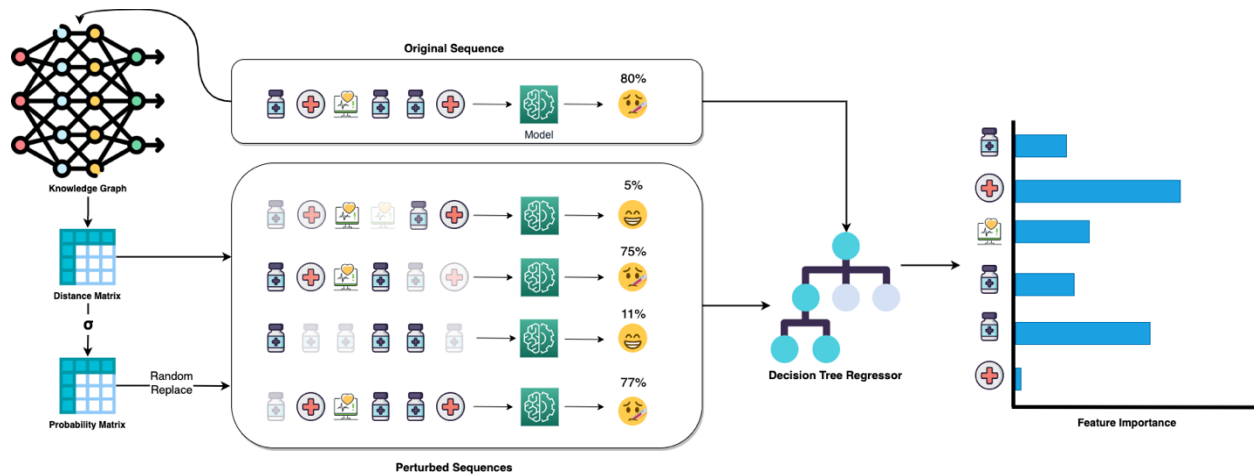 Original Sequence
80%
Model
Knowledge Graph
5%
75%
Distance Matrix
σ
11%
Decision Tree Regressor
Random
Replace
77%
Probability Matrix
Feature Importance
Perturbed Sequences